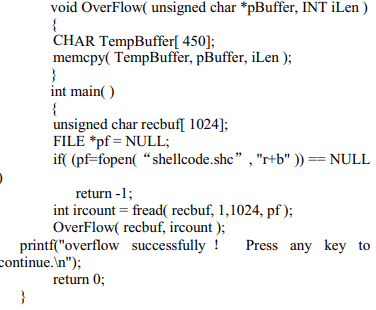 void OverFlow( unsigned char *pBuffer, INT iLen )
{
CHAR TempBuffer[ 450];
memcpy( TempBuffer, pBuffer, iLen );
}
int main( )
{
unsigned char recbuf[ 1024];
FILE *pf = NULL;
if( (pf=fopen( “shellcode.shc” , "r+b" )) == NULL
)
return -1;
int ircount = fread( recbuf, 1,1024, pf );
OverFlow( recbuf, ircount );
printf("overflow successfully ! Press any key to
continue.\n");
return 0;
}